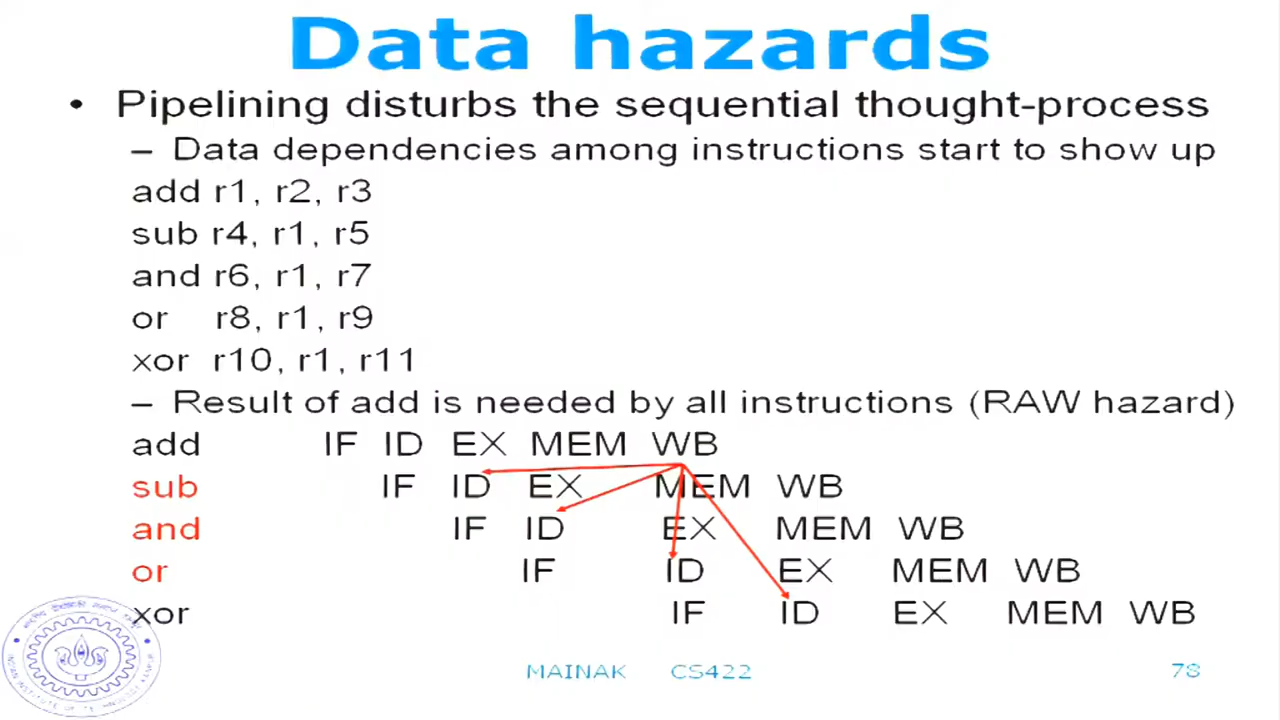 Data hazards
• Pipelining disturbs the sequential thought-process
– Data dependencies among instructions start to show up
add r1, r2, r3
sub r4, r1, r5
and r6, r1, r7
or r8, r1, r9
xor r10, r1, r11
– Result of add is needed by all instructions (RAW hazard)
add IF ID EX MEM WB
sub IF ID EX MEM WB
and IF ID EX MEM WB
or IF ID EX MEM WB
xor IF ID EX MEM WB
MAINAK CS422
78